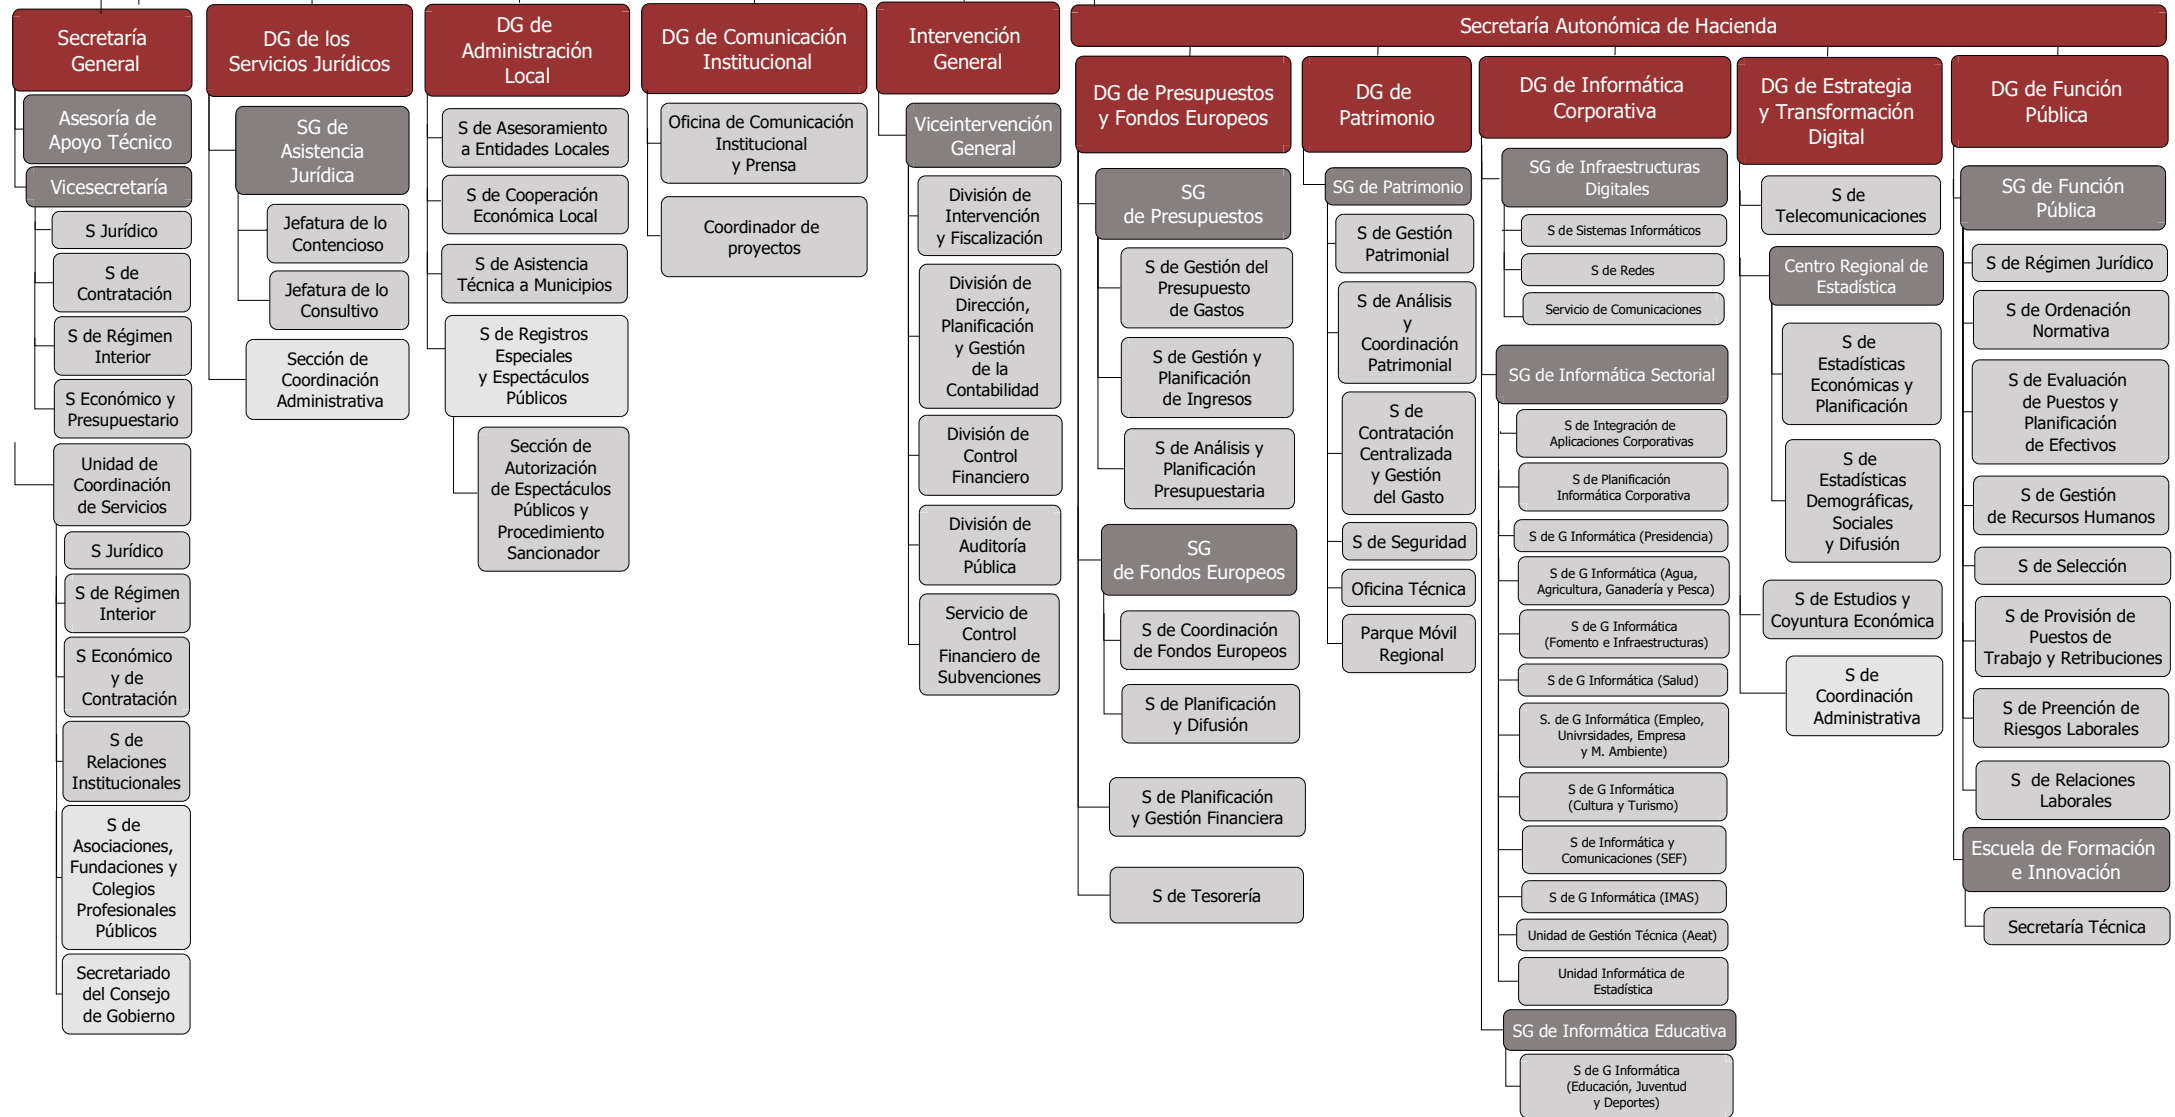 Secretaría
General
Asesoría de
Apoyo Técnico
Vicesecretaría
S Jurídico
S de
Contratación
S de Régimen
Interior
S Económico y
Presupuestario
Unidad de
Coordinación
de Servicios
S Jurídico
S de Régimen
Interior
S Económico
y de
Contratación
S de
Relaciones
Institucionales
S de
Asociaciones,
Fundaciones y
Colegios
Profesionales
Públicos
Secretariado
del Consejo
de Gobierno
DG de los
Servicios Jurídicos
SG de
Asistencia
Jurídica
Jefatura de lo
Contencioso
Jefatura de lo
Consultivo
Sección de
Coordinación
Administrativa
DG de
Administración
Local
S de Asesoramiento
a Entidades Locales
S de Cooperación
Económica Local
S de Asistencia
Técnica a Municipios
S de Registros
Especiales
y Espectáculos
Públicos
Sección de
Autorización
de Espectáculos
Públicos y
Procedimiento
Sancionador
DG de Comunicación
Institucional
Oficina de Comunicación
Institucional
y Prensa
Coordinador de
proyectos
Intervención
General
Viceintervención
General
División de
Intervención
y Fiscalización
División de
Dirección,
Planificación
y Gestión
de la
Contabilidad
División de
Control
Financiero
División de
Auditoría
Pública
Servicio de
Control
Financiero de
Subvenciones
Secretaría Autonómica de Hacienda
DG de Presupuestos
y Fondos Europeos
SG
de Presupuestos
S de Gestión del
Presupuesto
de Gastos
S de Gestión y
Planificación
de Ingresos
S de Análisis y
Planificación
Presupuestaria
SG
de Fondos Europeos
S de Coordinación
de Fondos Europeos
S de Planificación
y Difusión
S de Planificación
y Gestión Financiera
S de Tesorería
DG de
Patrimonio
SG de Patrimonio
S de Gestión
Patrimonial
S de Análisis
y
Coordinación
Patrimonial
S de
Contratación
Centralizada
y Gestión
del Gasto
S de Seguridad
Oficina Técnica
Parque Móvil
Regional
DG de Informática
Corporativa
SG de Infraestructuras
Digitales
S de Sistemas Informáticos
S de Redes
Servicio de Comunicaciones
SG de Informática Sectorial
S de Integración de
Aplicaciones Corporativas
S de Planificación
Informática Corporativa
S de G Informática (Presidencia)
S de G Informática (Agua,
Agricultura, Ganadería y Pesca)
S de G Informática
(Fomento e Infraestructuras)
S de G Informática (Salud)
S. de G Informática (Empleo,
Univrsidades, Empresa
y M. Ambiente)
S de G Informática
(Cultura y Turismo)
S de Informática y
Comunicaciones (SEF)
S de G Informática (IMAS)
Unidad de Gestión Técnica (Aeat)
Unidad Informática de
Estadística
SG de Informática Educativa
S de G Informática
(Educación, Juventud
y Deportes)
DG de Estrategia
y Transformación
Digital
S de
Telecomunicaciones
Centro Regional de
Estadística
S de
Estadísticas
Económicas y
Planificación
S de
Estadísticas
Demográficas,
Sociales
y Difusión
S de Estudios y
Coyuntura Económica
S de
Coordinación
Administrativa
DG de Función
Pública
SG de Función
Pública
S de Régimen Jurídico
S de Ordenación
Normativa
S de Evaluación
de Puestos y
Planificación
de Efectivos
S de Gestión
de Recursos Humanos
S de Selección
S de Provisión de
Puestos de
Trabajo y Retribuciones
S de Preención de
Riesgos Laborales
S de Relaciones
Laborales
Escuela de Formación
e Innovación
Secretaría Técnica